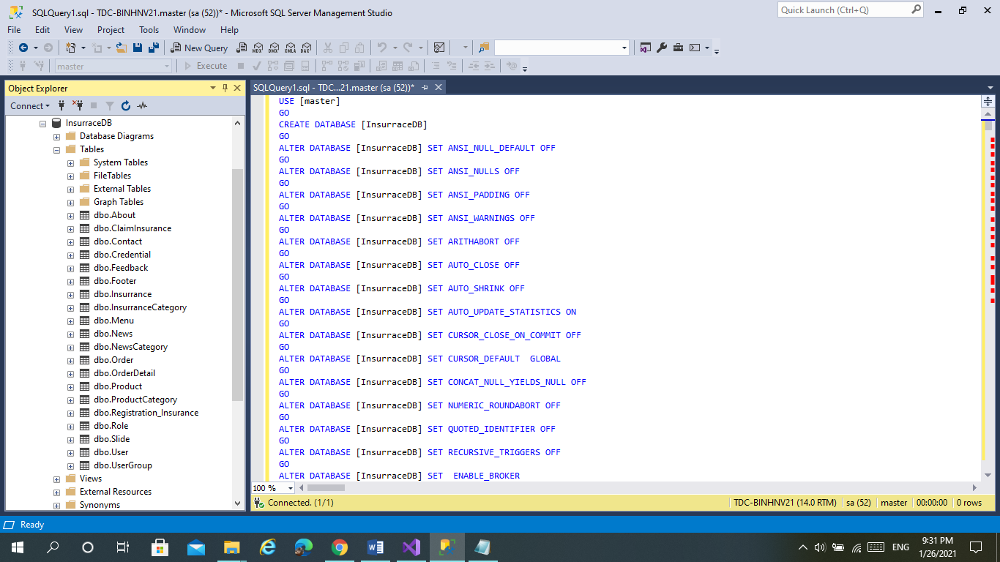 SQLQuery1.sql - TDC-BINHNV21.master (sa (52))* - Microsoft SQL Server Management Studio
Quick Launch (Ctrl+Q)
File Edit View Project Tools Window Help
New Query
MDX DMX XMLA DAX
master
Execute
Object Explorer
Connect
InsurraceDB
Database Diagrams
Tables
System Tables
FileTables
External Tables
Graph Tables
dbo.About
dbo.ClaimInsurance
dbo.Contact
dbo.Credential
dbo.Feedback
dbo.Footer
dbo.Insurrance
dbo.InsurranceCategory
dbo.Menu
dbo.News
dbo.NewsCategory
dbo.Order
dbo.OrderDetail
dbo.Product
dbo.ProductCategory
dbo.Registration_Insurance
dbo.Role
dbo.Slide
dbo.User
dbo.UserGroup
Views
External Resources
Synonyms
SQLQuery1.sql - TDC...21.master (sa (52))*
USE [master]
GO
CREATE DATABASE [InsurraceDB]
GO
ALTER DATABASE [InsurraceDB] SET ANSI_NULL_DEFAULT OFF
GO
ALTER DATABASE [InsurraceDB] SET ANSI_NULLS OFF
GO
ALTER DATABASE [InsurraceDB] SET ANSI_PADDING OFF
GO
ALTER DATABASE [InsurraceDB] SET ANSI_WARNINGS OFF
GO
ALTER DATABASE [InsurraceDB] SET ARITHABORT OFF
GO
ALTER DATABASE [InsurraceDB] SET AUTO_CLOSE OFF
GO
ALTER DATABASE [InsurraceDB] SET AUTO_SHRINK OFF
GO
ALTER DATABASE [InsurraceDB] SET AUTO_UPDATE_STATISTICS ON
GO
ALTER DATABASE [InsurraceDB] SET CURSOR_CLOSE_ON_COMMIT OFF
GO
ALTER DATABASE [InsurraceDB] SET CURSOR_DEFAULT  GLOBAL
GO
ALTER DATABASE [InsurraceDB] SET CONCAT_NULL_YIELDS_NULL OFF
GO
ALTER DATABASE [InsurraceDB] SET NUMERIC_ROUNDABORT OFF
GO
ALTER DATABASE [InsurraceDB] SET QUOTED_IDENTIFIER OFF
GO
ALTER DATABASE [InsurraceDB] SET RECURSIVE_TRIGGERS OFF
GO
ALTER DATABASE [InsurraceDB] SET  ENABLE_BROKER
100 %
Connected. (1/1)
TDC-BINHNV21 (14.0 RTM) sa (52) master 00:00:00 0 rows
Ready
ENG
9:31 PM
1/26/2021